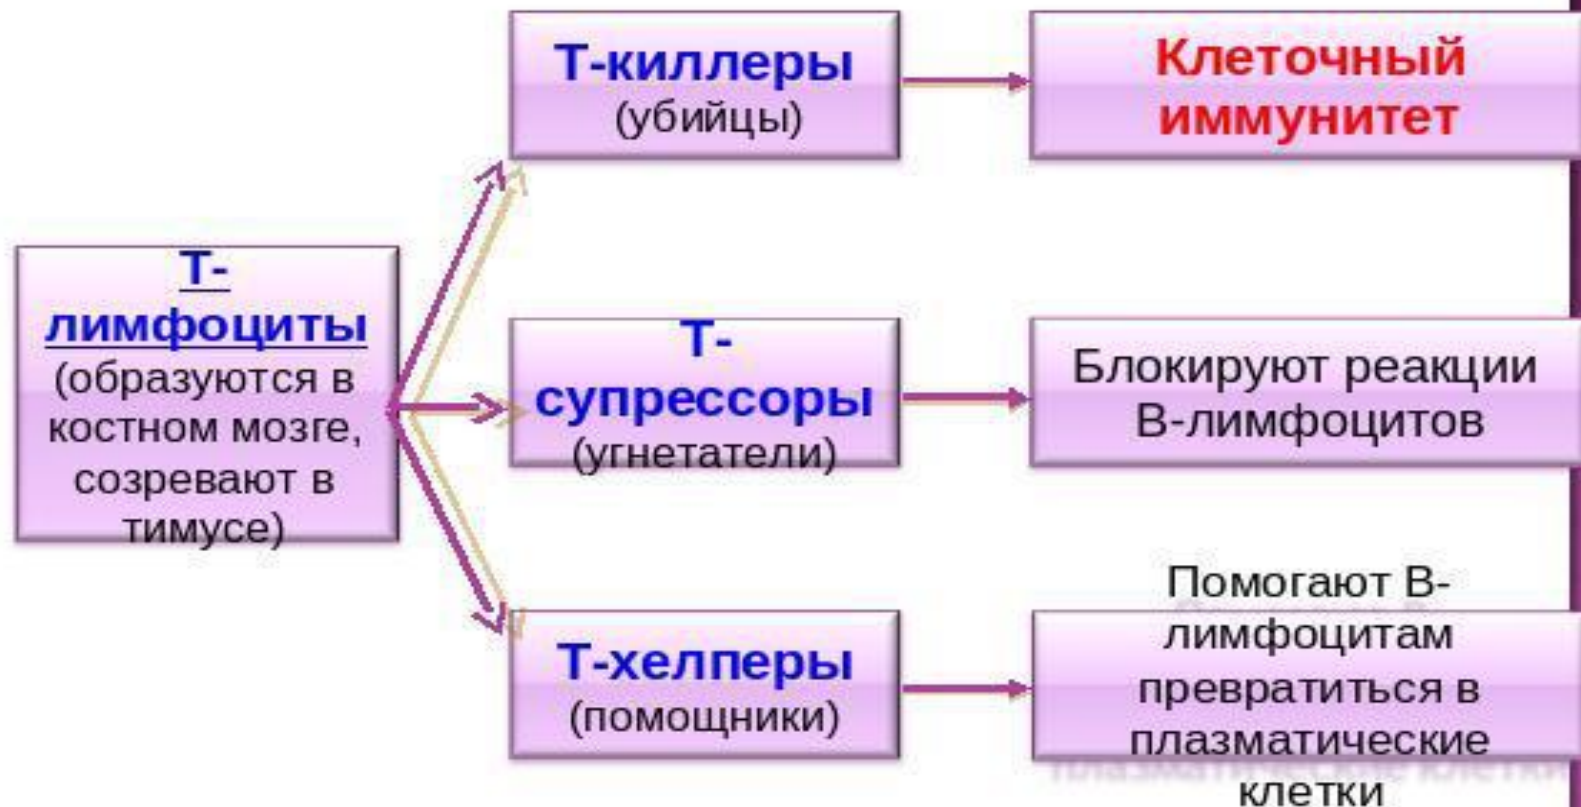 Т-киллеры
(убийцы)
Клеточный
иммунитет
Т-
лимфоциты
(образуются в
костном мозге,
созревают в
тимусе)
Т-
супрессоры
(угнетатели)
Блокируют реакции
В-лимфоцитов
Т-хелперы
(помощники)
Помогают В-
лимфоцитам
превратиться в
плазматические
клетки